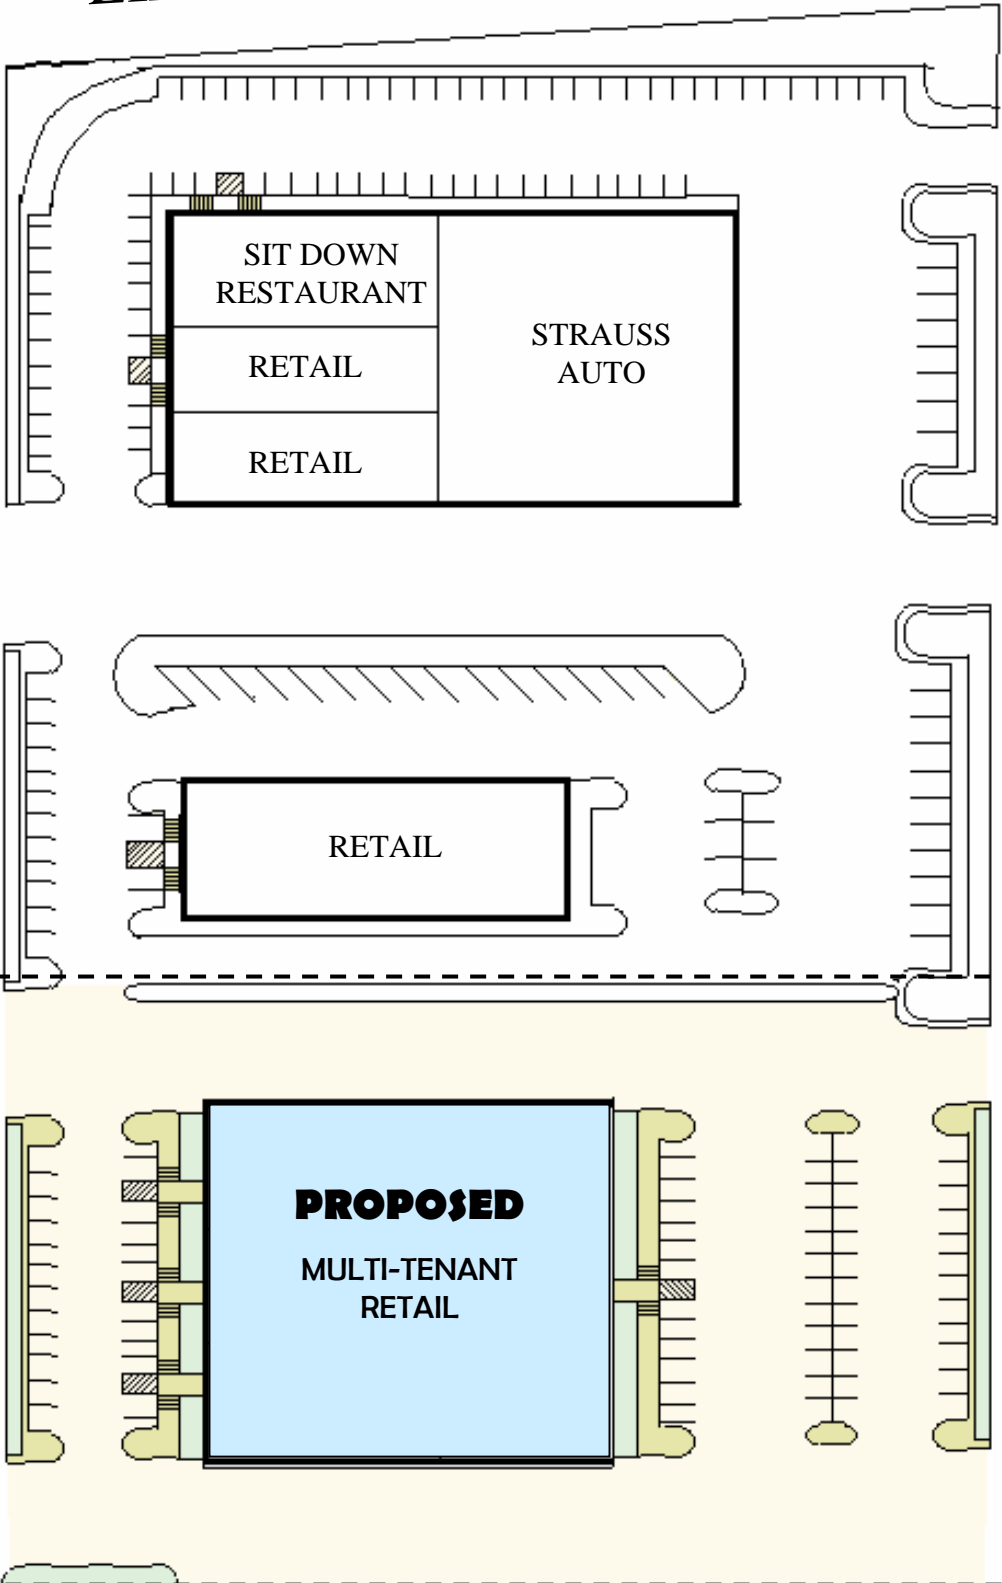 SIT DOWN
RESTAURANT
STRAUSS
AUTO
RETAIL
RETAIL
RETAIL
PROPOSED
MULTI-TENANT
RETAIL